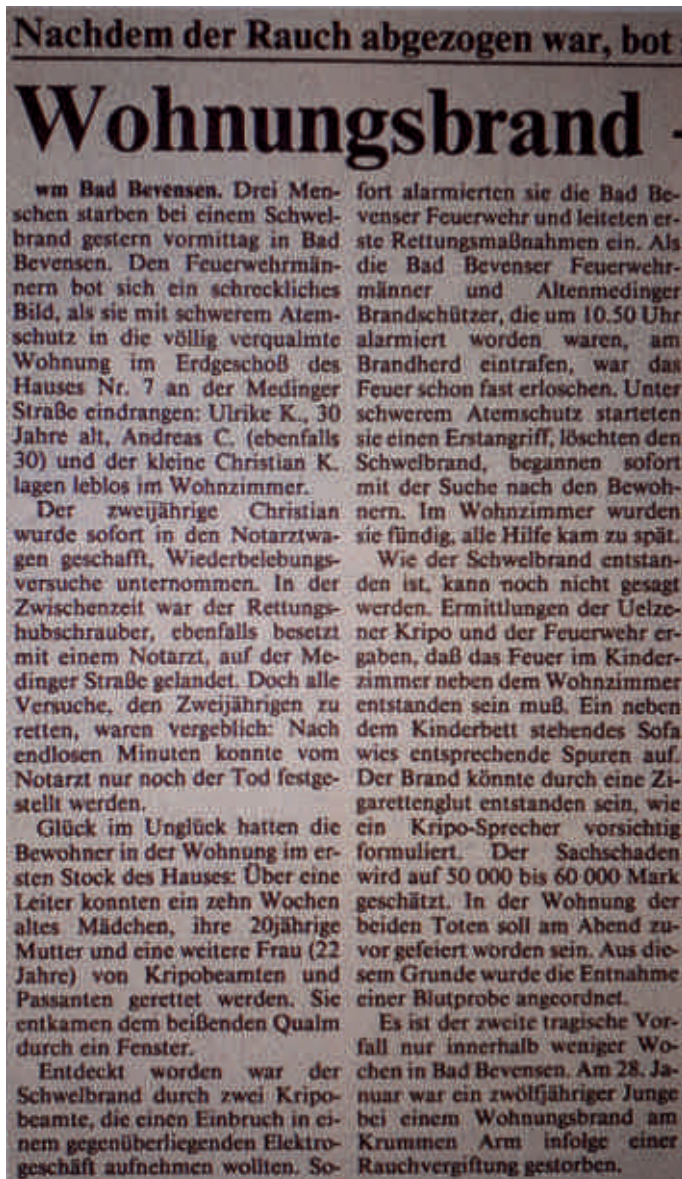 Nachdem der Rauch abgezogen war, bot
Wohnungsbrand -
wm Bad Bevensen. Drei Men-
schen starben bei einem Schwel-
brand gestern vormittag in Bad
Bevensen. Den Feuerwehrmän-
nern bot sich ein schreckliches
Bild, als sie mit schwerem Atem-
schutz in die völlig verqualmte
Wohnung im Erdgeschoß des
Hauses Nr. 7 an der Medinger
Straße eindrangen: Ulrike K., 30
Jahre alt, Andreas C. (ebenfalls
30) und der kleine Christian K.
lagen leblos im Wohnzimmer.
Der zweijährige Christian
wurde sofort in den Notarztwa-
gen geschafft, Wiederbelebungs-
versuche unternommen. In der
Zwischenzeit war der Rettungs-
hubschrauber, ebenfalls besetzt
mit einem Notarzt, auf der Me-
dinger Straße gelandet. Doch alle
Versuche, den Zweijährigen zu
retten, waren vergeblich: Nach
endlosen Minuten konnte vom
Notarzt nur noch der Tod festge-
stellt werden.
Glück im Unglück hatten die
Bewohner in der Wohnung im er-
sten Stock des Hauses: Über eine
Leiter konnten ein zehn Wochen
altes Mädchen, ihre 20jährige
Mutter und eine weitere Frau (22
Jahre) von Kripobeamten und
Passanten gerettet werden. Sie
entkamen dem beißenden Qualm
durch ein Fenster.
Entdeckt worden war der
Schwelbrand durch zwei Kripo-
beamte, die einen Einbruch in ei-
nem gegenüberliegenden Elektro-
geschäft aufnehmen wollten. So-
fort alarmierten sie die Bad Be-
venser Feuerwehr und leiteten er-
ste Rettungsmaßnahmen ein. Als
die Bad Bevenser Feuerwehr-
männer und Altenmedinger
Brandschützer, die um 10.50 Uhr
alarmiert worden waren, am
Brandherd eintrafen, war das
Feuer schon fast erloschen. Unter
schwerem Atemschutz starteten
sie einen Erstangriff, löschten den
Schwelbrand, begannen sofort
mit der Suche nach den Bewoh-
nern. Im Wohnzimmer wurden
sie fündig, alle Hilfe kam zu spät.
Wie der Schwelbrand entstan-
den ist, kann noch nicht gesagt
werden. Ermittlungen der Uelze-
ner Kripo und der Feuerwehr er-
gaben, daß das Feuer im Kinder-
zimmer neben dem Wohnzimmer
entstanden sein muß. Ein neben
dem Kinderbett stehendes Sofa
wies entsprechende Spuren auf.
Der Brand könnte durch eine Zi-
garettenglut entstanden sein, wie
ein Kripo-Sprecher vorsichtig
formuliert. Der Sachschaden
wird auf 50 000 bis 60 000 Mark
geschätzt. In der Wohnung der
beiden Toten soll am Abend zu-
vor gefeiert worden sein. Aus die-
sem Grunde wurde die Entnahme
einer Blutprobe angeordnet.
Es ist der zweite tragische Vor-
fall nur innerhalb weniger Wo-
chen in Bad Bevensen. Am 28. Ja-
nuar war ein zwölfjähriger Junge
bei einem Wohnungsbrand am
Krummen Arm infolge einer
Rauchvergiftung gestorben.